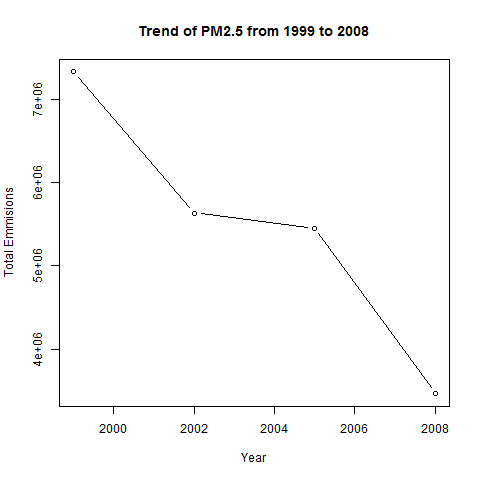 Trend of PM2.5 from 1999 to 2008
Total Emmisions
7e+06
6e+06
5e+06
4e+06
2000 2002 2004 2006 2008
Year